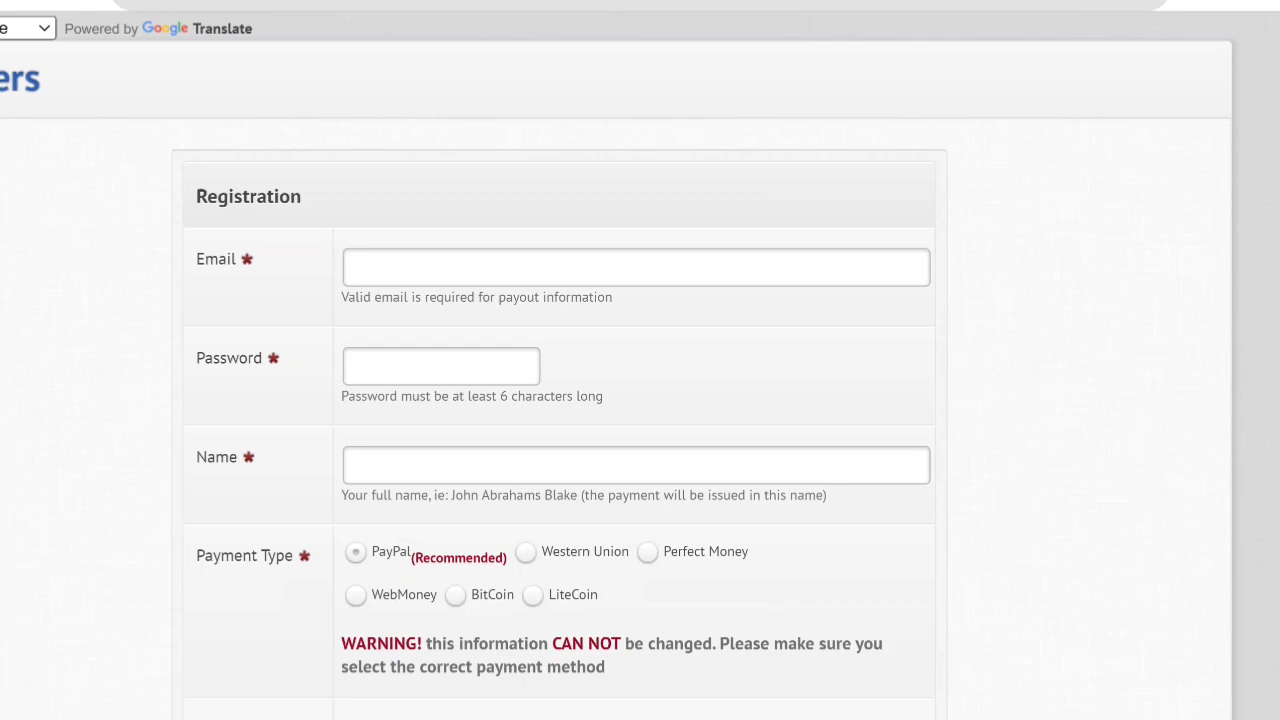 e Powered by Google Translate
ers
Registration
Email *
Valid email is required for payout information
Password *
Password must be at least 6 characters long
Name *
Your full name, ie: John Abrahams Blake (the payment will be issued in this name)
Payment Type * PayPal(Recommended) Western Union Perfect Money
WebMoney BitCoin LiteCoin
WARNING! this information CAN NOT be changed. Please make sure you
select the correct payment method